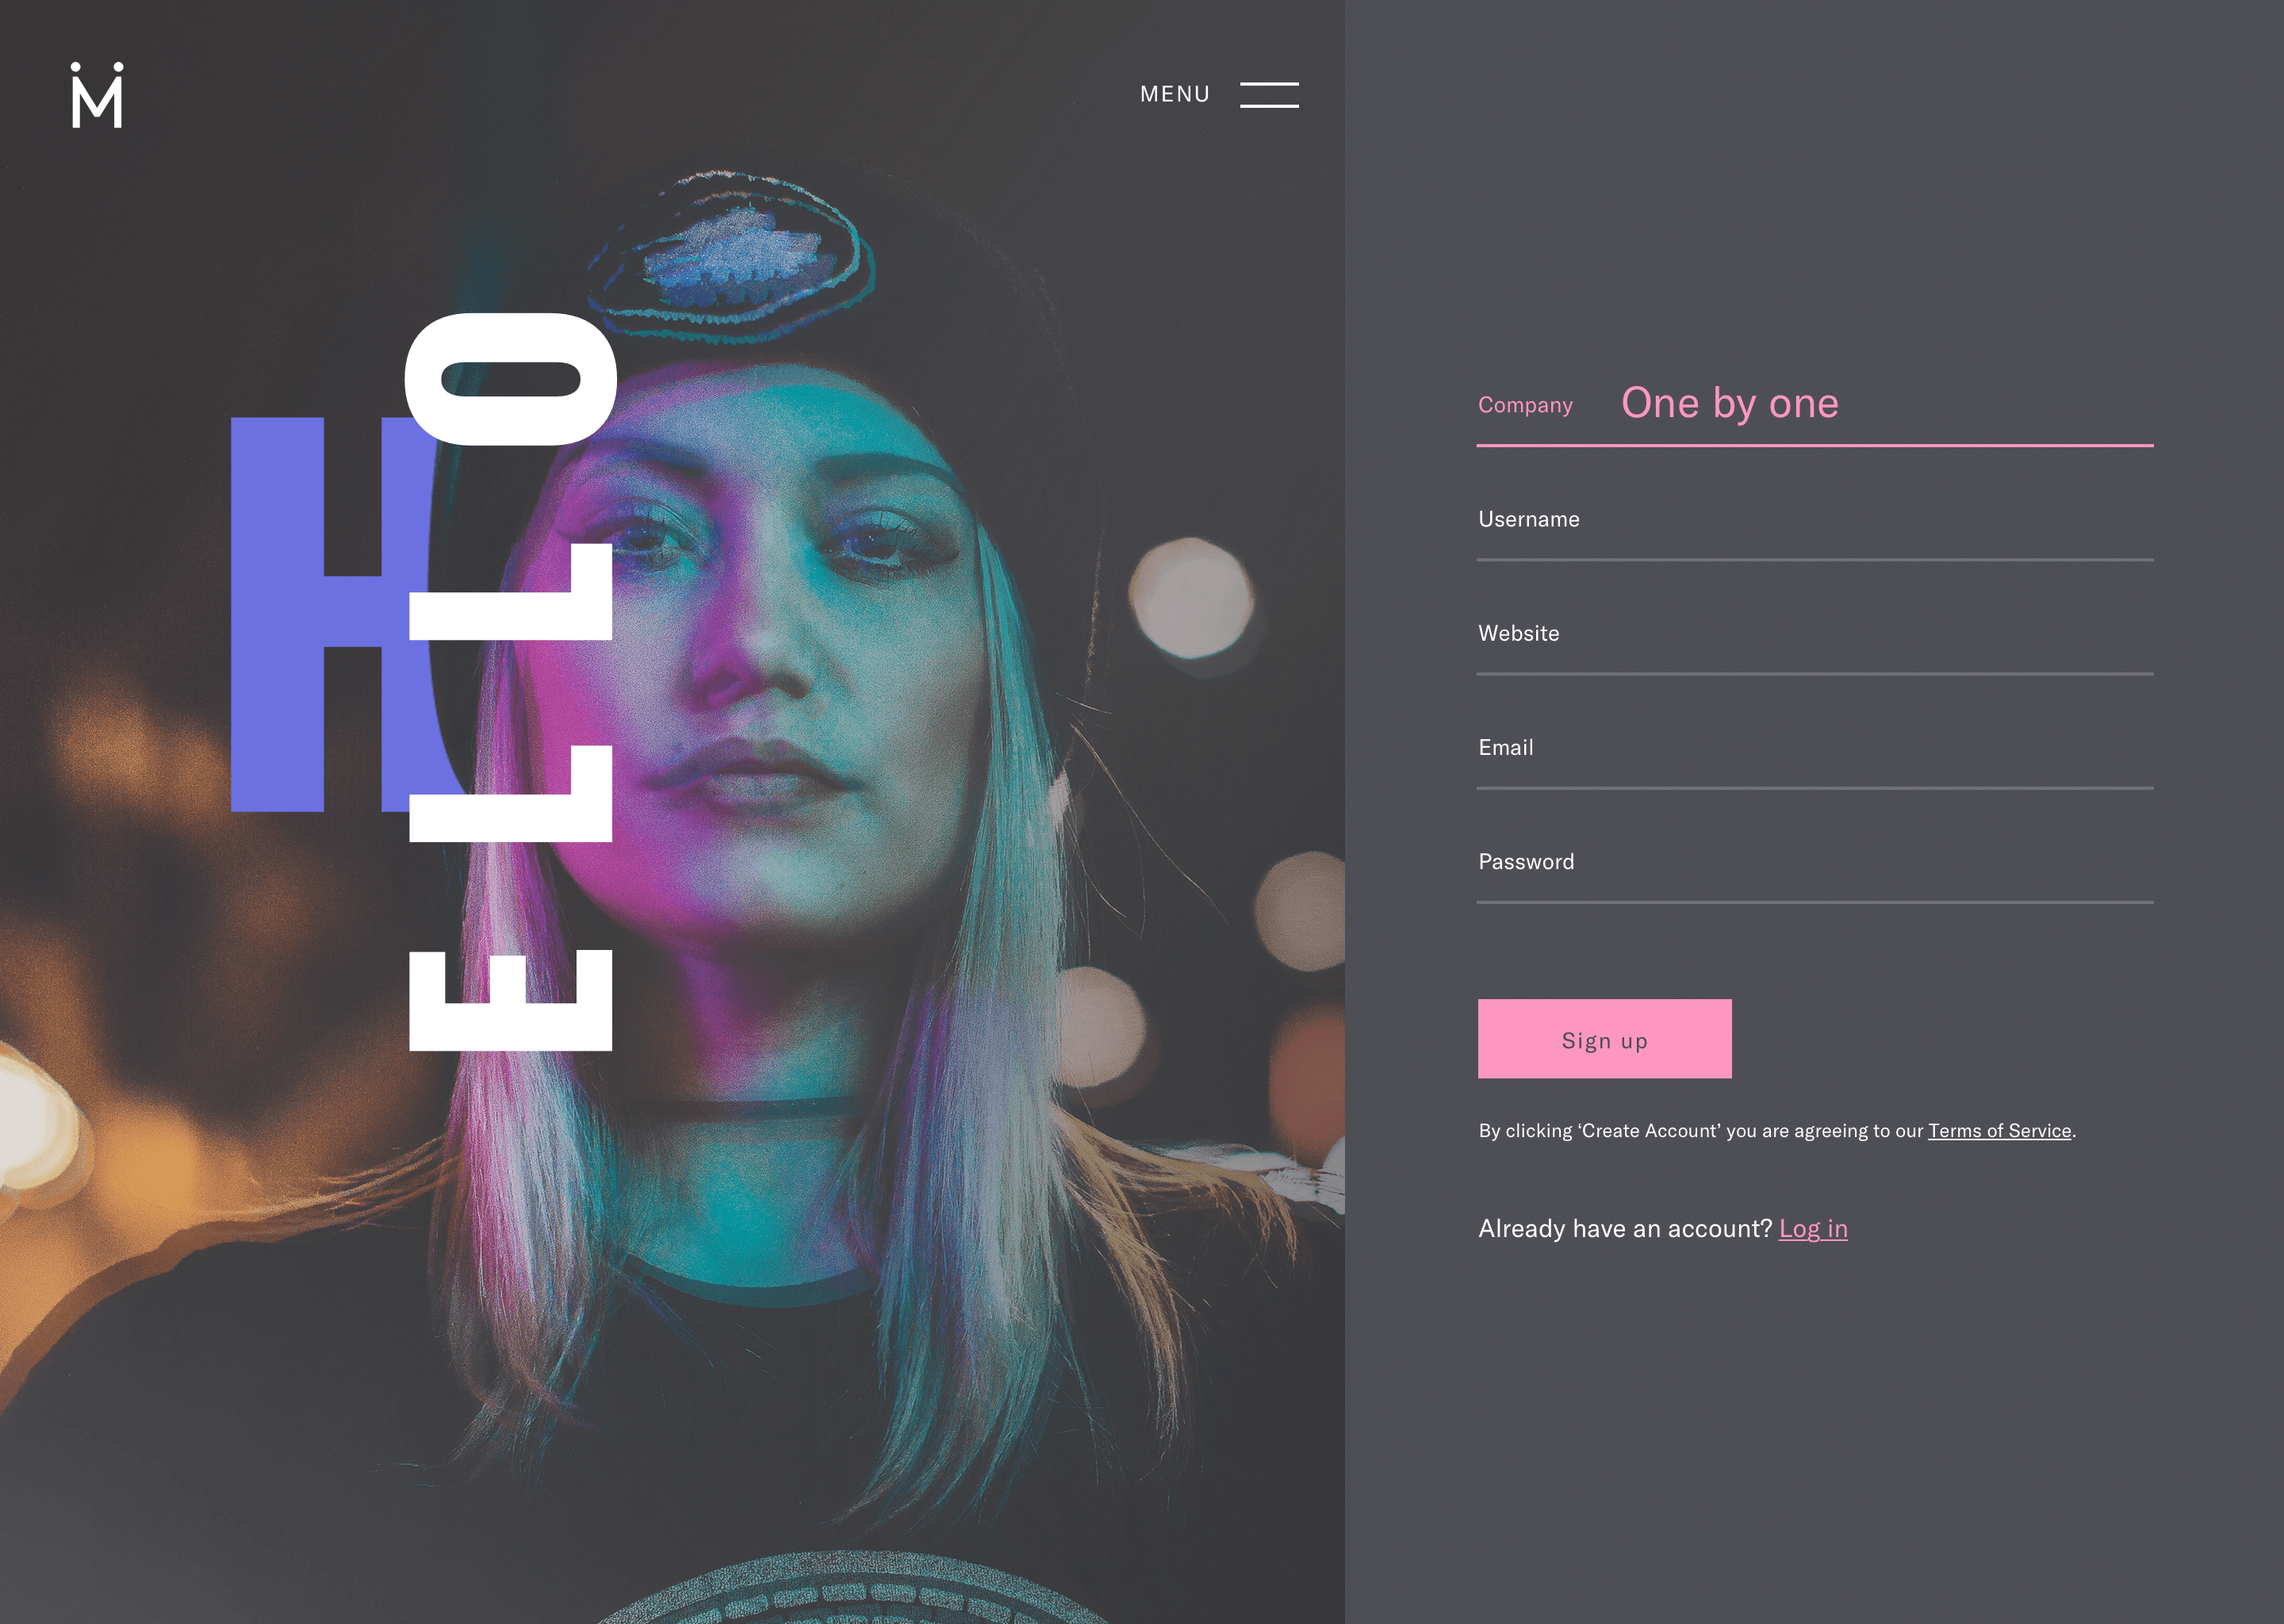 M
MENU
HELLO
Company One by one
Username
Website
Email
Password
Sign up
By clicking ‘Create Account’ you are agreeing to our Terms of Service.
Already have an account? Log in